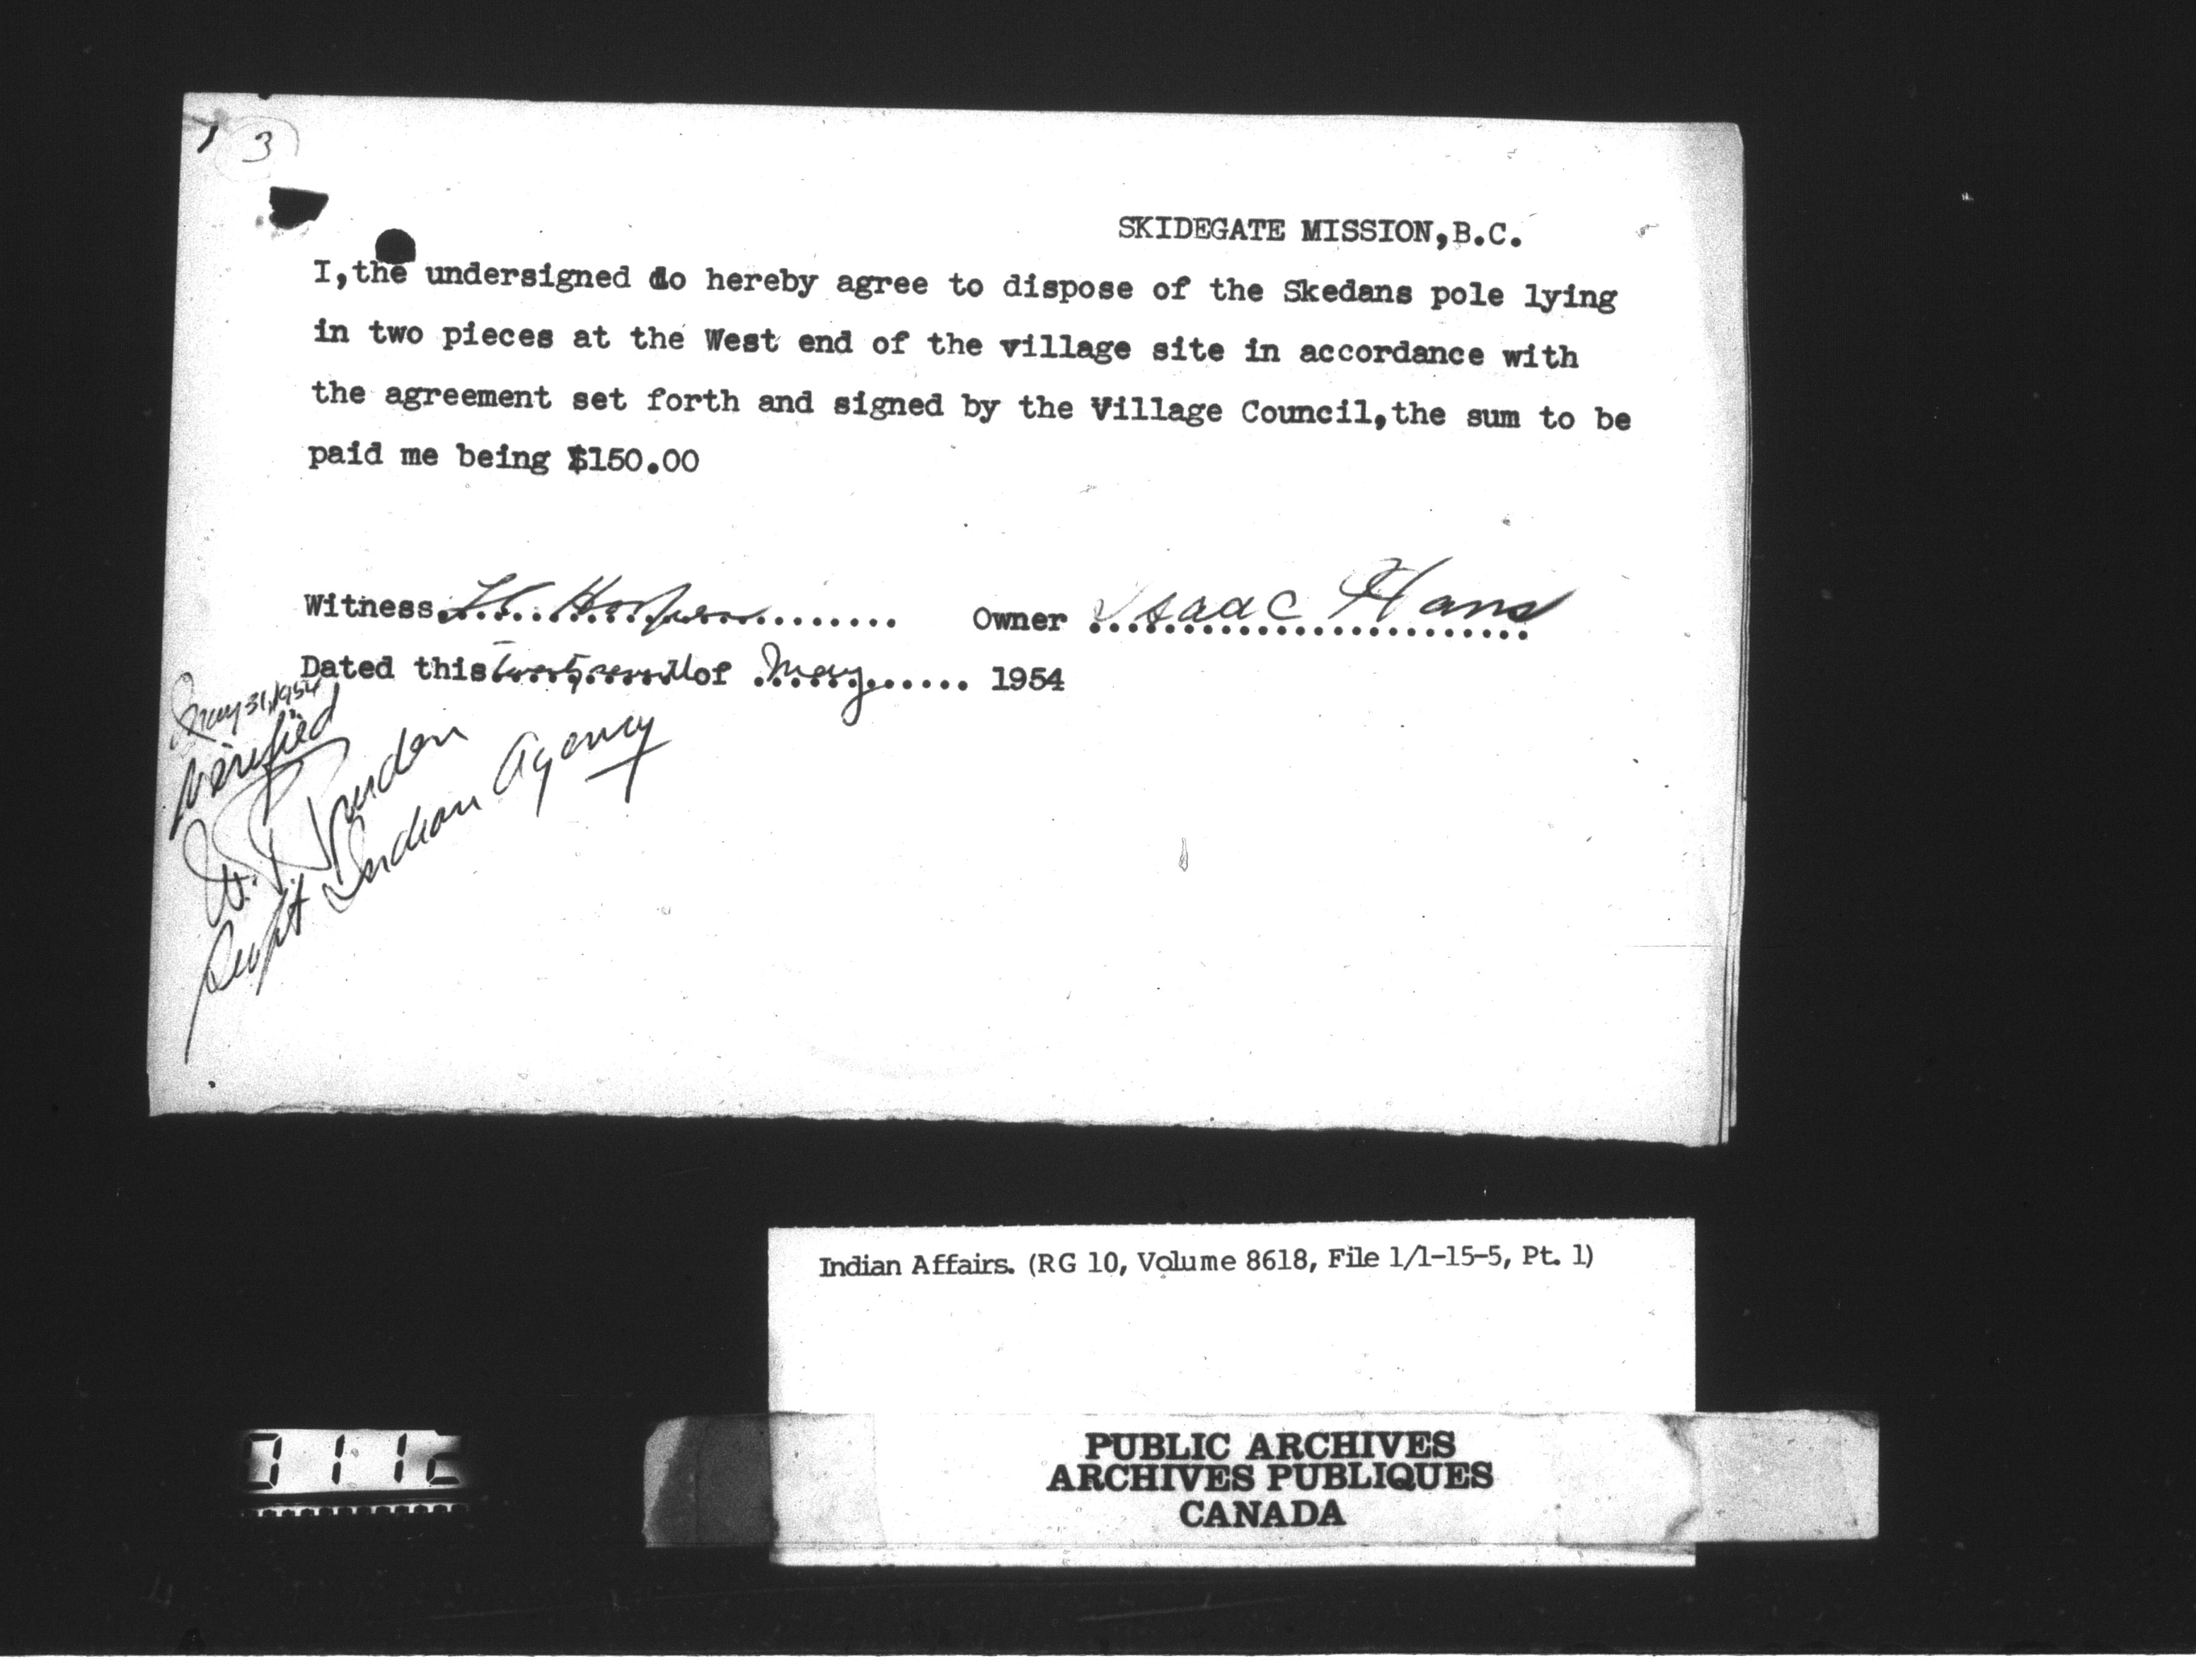 3
SKIDEGATE MISSION,B.C.
I,the undersigned do hereby agree to dispose of the Skedans pole lying
in two pieces at the West end of the village site in accordance with
the agreement set forth and signed by the Village Council,the sum to be
paid me being $150.00
Witness.................... Owner Isaac Hans
Dated this twenty seventh of May 1954
May 31, 1954
Verified
Supt Indian Agency
Indian Affairs. (RG 10, Volume 8618, File 1/1-15-5, Pt. 1)
PUBLIC ARCHIVES
ARCHIVES PUBLIQUES
CANADA
0112